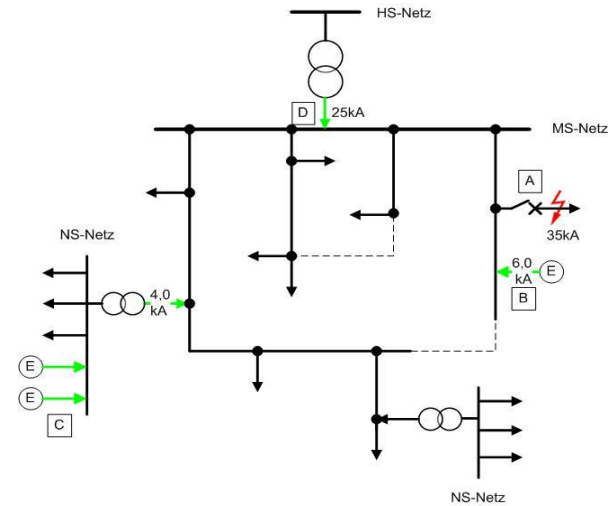 HS-Netz
D
25kA
MS-Netz
A
35kA
NS-Netz
6,0
kA
E
B
4,0
kA
E
E
C
NS-Netz